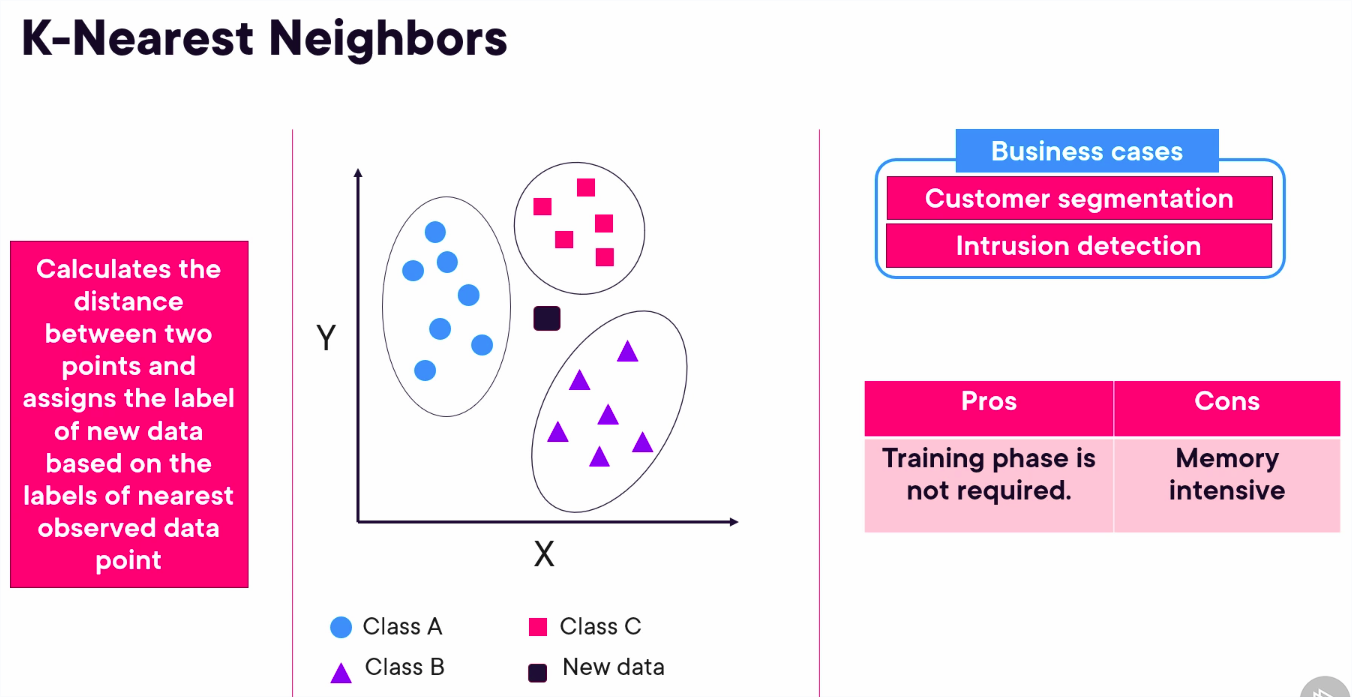 K-Nearest Neighbors
Calculates the
distance
between two
points and
assigns the label
of new data
based on the
labels of nearest
observed data
point
Y
X
Class A
Class C
Class B
New data
Business cases
Customer segmentation
Intrusion detection
Pros
Cons
Training phase is
not required.
Memory
intensive